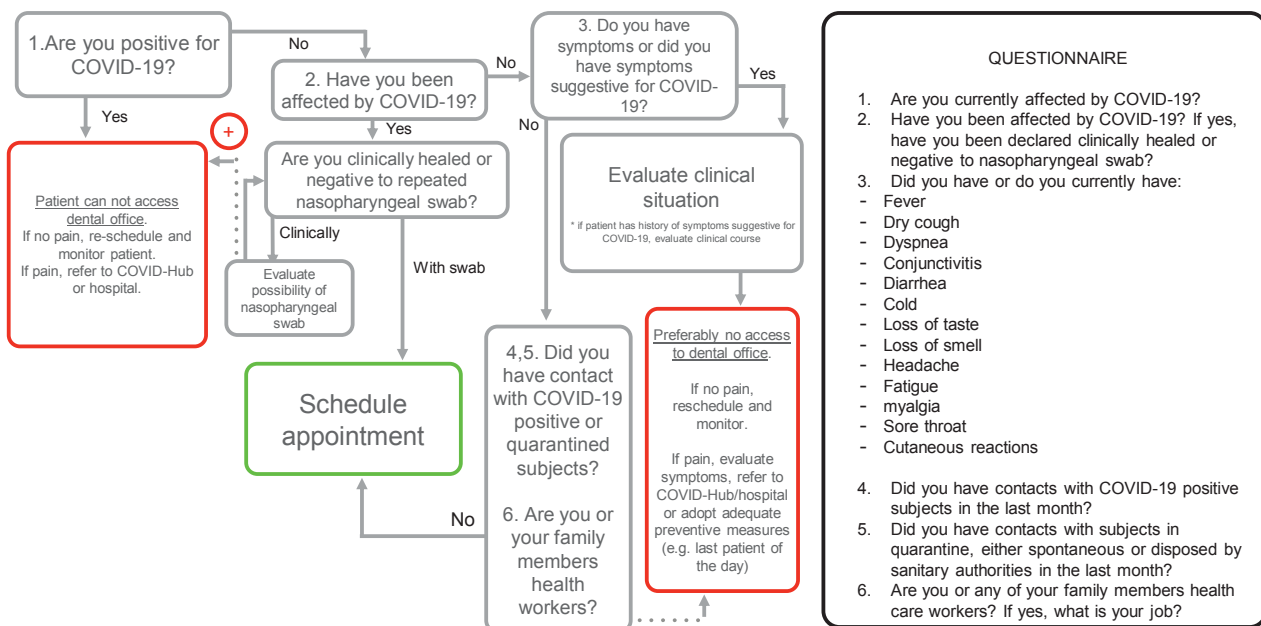 1.Are you positive for
COVID-19?
No
Yes
2. Have you been
affected by COVID-19?
No
Yes
3. Do you have
symptoms or did you
have symptoms
suggestive for COVID-
19?
Yes
No
+
Patient can not access
dental office.
If no pain, re-schedule and
monitor patient.
If pain, refer to COVID-Hub
or hospital.
Are you clinically healed or
negative to repeated
nasopharyngeal swab?
Clinically
With swab
Evaluate
possibility of
nasopharyngeal
swab
Evaluate clinical
situation
* if patient has history of symptoms suggestive for
COVID-19, evaluate clinical course
Schedule
appointment
4,5. Did you
have contact
with COVID-19
positive or
quarantined
subjects?
6. Are you or
your family
members
health
workers?
No
Preferably no access
to dental office.
If no pain,
reschedule and
monitor.
If pain, evaluate
symptoms, refer to
COVID-Hub/hospital
or adopt adequate
preventive measures
(e.g. last patient of
the day)
QUESTIONNAIRE
1. Are you currently affected by COVID-19?
2. Have you been affected by COVID-19? If yes,
have you been declared clinically healed or
negative to nasopharyngeal swab?
3. Did you have or do you currently have:
- Fever
- Dry cough
- Dyspnea
- Conjunctivitis
- Diarrhea
- Cold
- Loss of taste
- Loss of smell
- Headache
- Fatigue
- myalgia
- Sore throat
- Cutaneous reactions
4. Did you have contacts with COVID-19 positive
subjects in the last month?
5. Did you have contacts with subjects in
quarantine, either spontaneous or disposed by
sanitary authorities in the last month?
6. Are you or any of your family members health
care workers? If yes, what is your job?